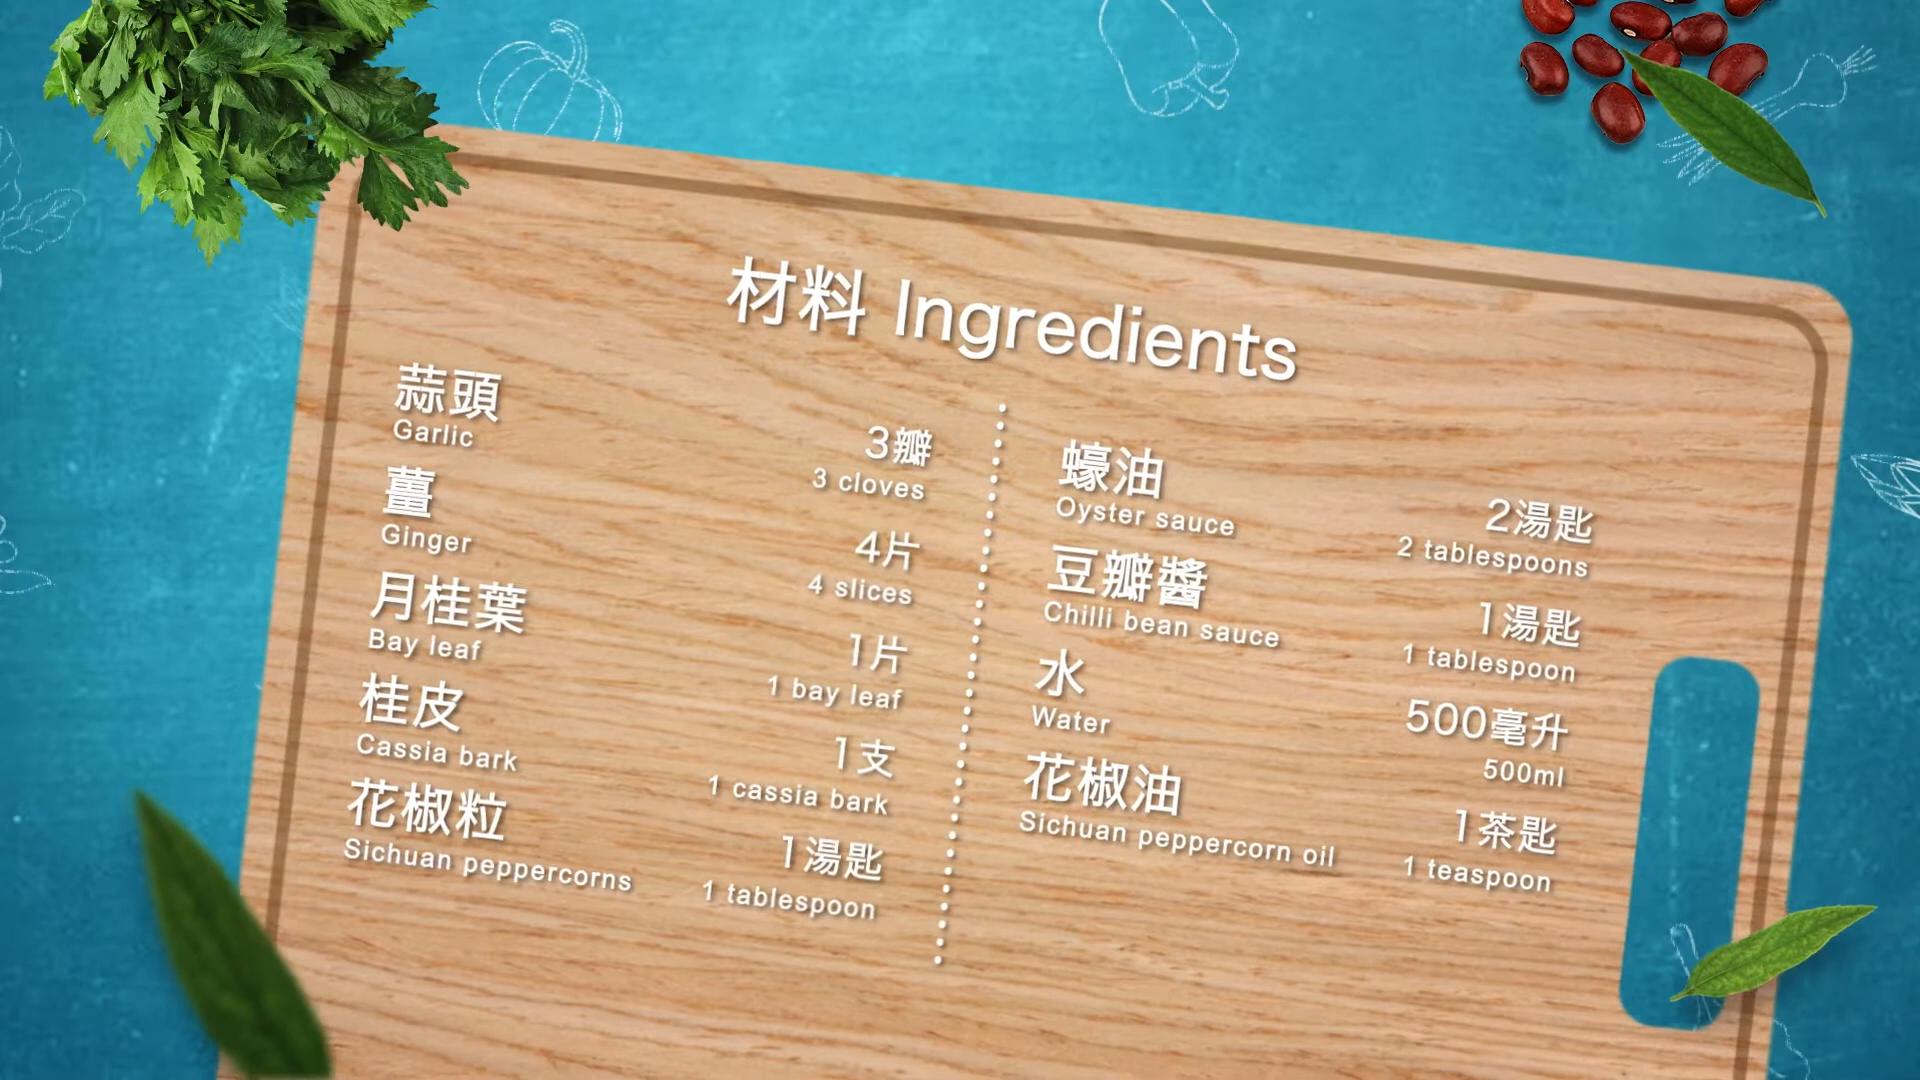 材料 Ingredients
蒜頭 3瓣
Garlic 3 cloves
薑 4片
Ginger 4 slices
月桂葉 1片
Bay leaf 1 bay leaf
桂皮 1支
Cassia bark 1 cassia bark
花椒粒 1湯匙
Sichuan peppercorns 1 tablespoon
蠔油 2湯匙
Oyster sauce 2 tablespoons
豆瓣醬 1湯匙
Chilli bean sauce 1 tablespoon
水 500毫升
Water 500ml
花椒油 1茶匙
Sichuan peppercorn oil 1 teaspoon